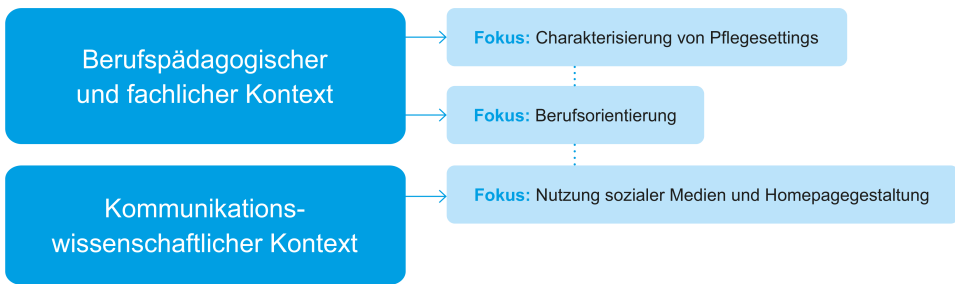 Berufspädagogischer
und fachlicher Kontext
Fokus: Charakterisierung von Pflegesettings
Fokus: Berufsorientierung
Kommunikations-
wissenschaftlicher Kontext
Fokus: Nutzung sozialer Medien und Homepagegestaltung